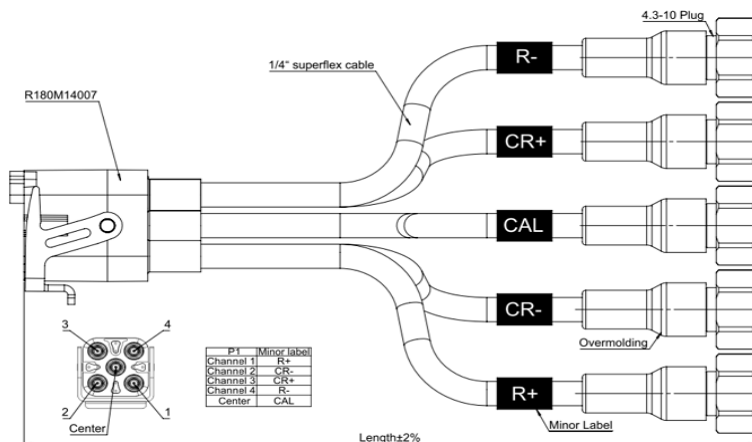 4.3-10 Plug
R-
1/4" superflex cable
R180M14007
CR+
CAL
CR-
Overmolding
3 4
2 1
Center
P1 Minor label
Channel 1 R+
Channel 2 CR-
Channel 3 CR+
Channel 4 R-
Center CAL
R+
Minor Label
Length±2%